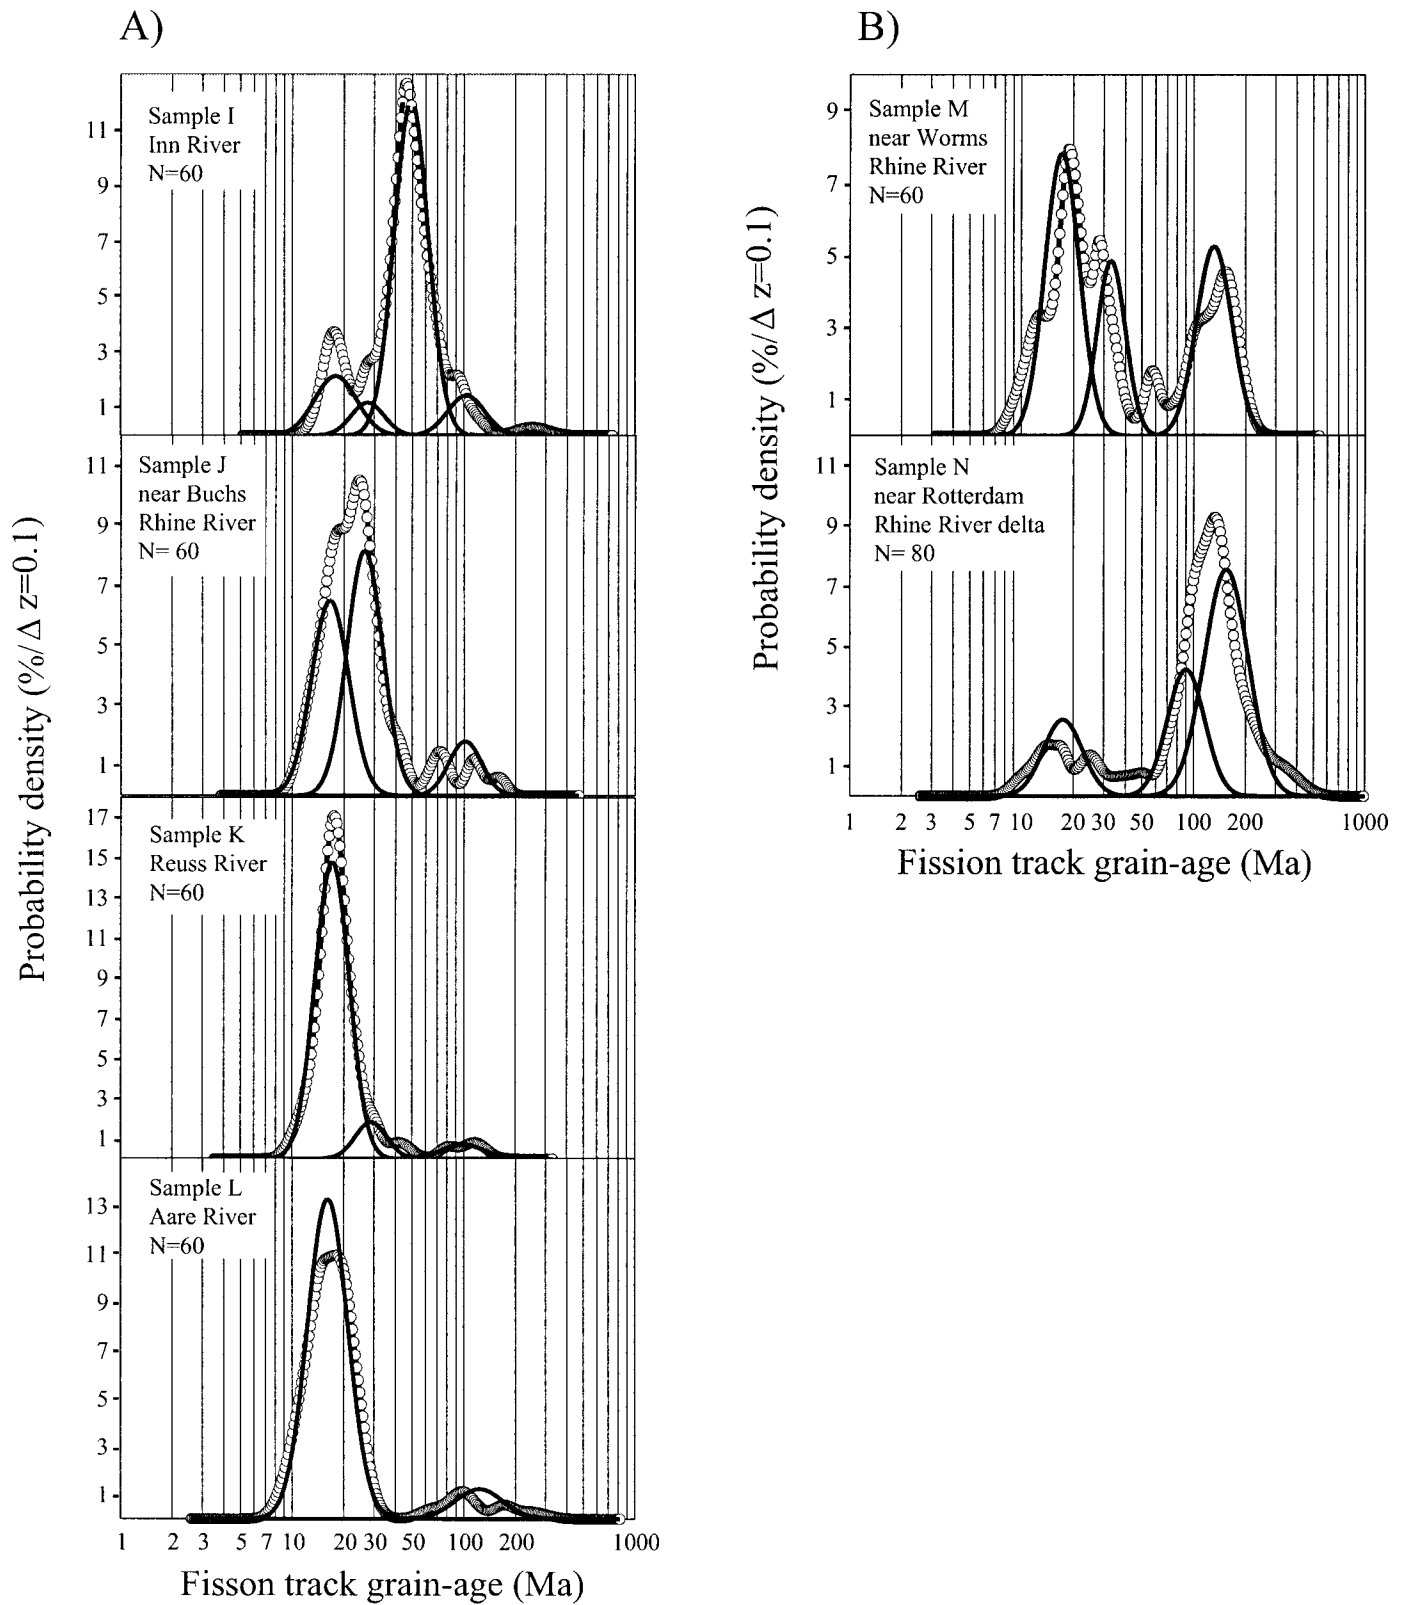 A)
Probability density (%/Δ z=0.1)
Sample I
Inn River
N=60
11
9
7
5
3
1
Sample J
near Buchs
Rhine River
N= 60
11
9
7
5
3
1
Sample K
Reuss River
N=60
17
15
13
11
9
7
5
3
1
Sample L
Aare River
N=60
13
11
9
7
5
3
1
1 2 3 5 7 10 20 30 50 100 200 1000
Fisson track grain-age (Ma)
B)
Probability density (%/Δ z=0.1)
Sample M
near Worms
Rhine River
N=60
9
7
5
3
1
Sample N
near Rotterdam
Rhine River delta
N= 80
11
9
7
5
3
1
1 2 3 5 7 10 20 30 50 100 200 1000
Fission track grain-age (Ma)